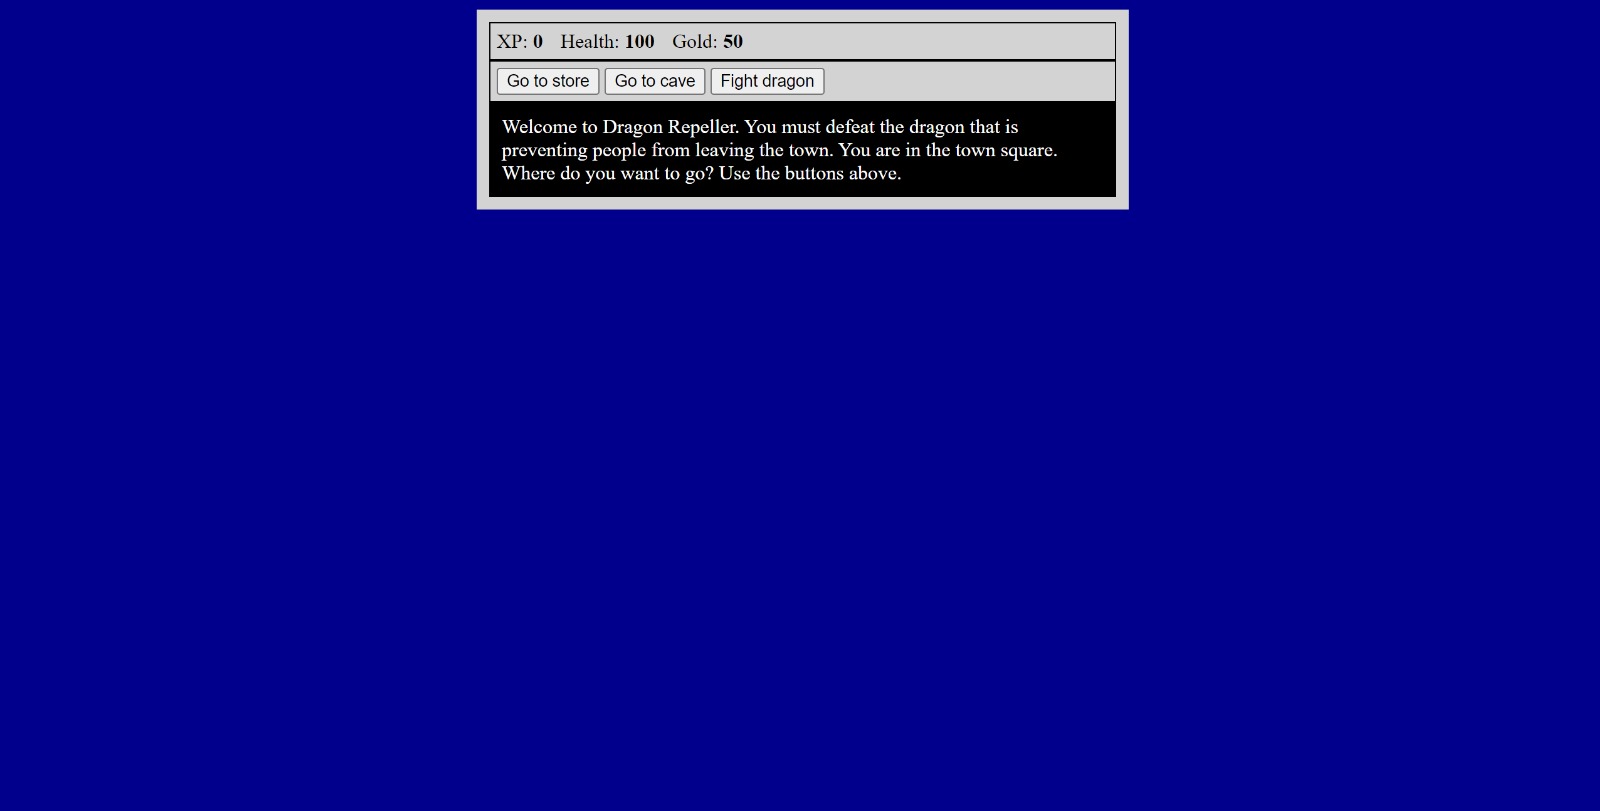 XP: 0 Health: 100 Gold: 50
Go to store Go to cave Fight dragon
Welcome to Dragon Repeller. You must defeat the dragon that is
preventing people from leaving the town. You are in the town square.
Where do you want to go? Use the buttons above.